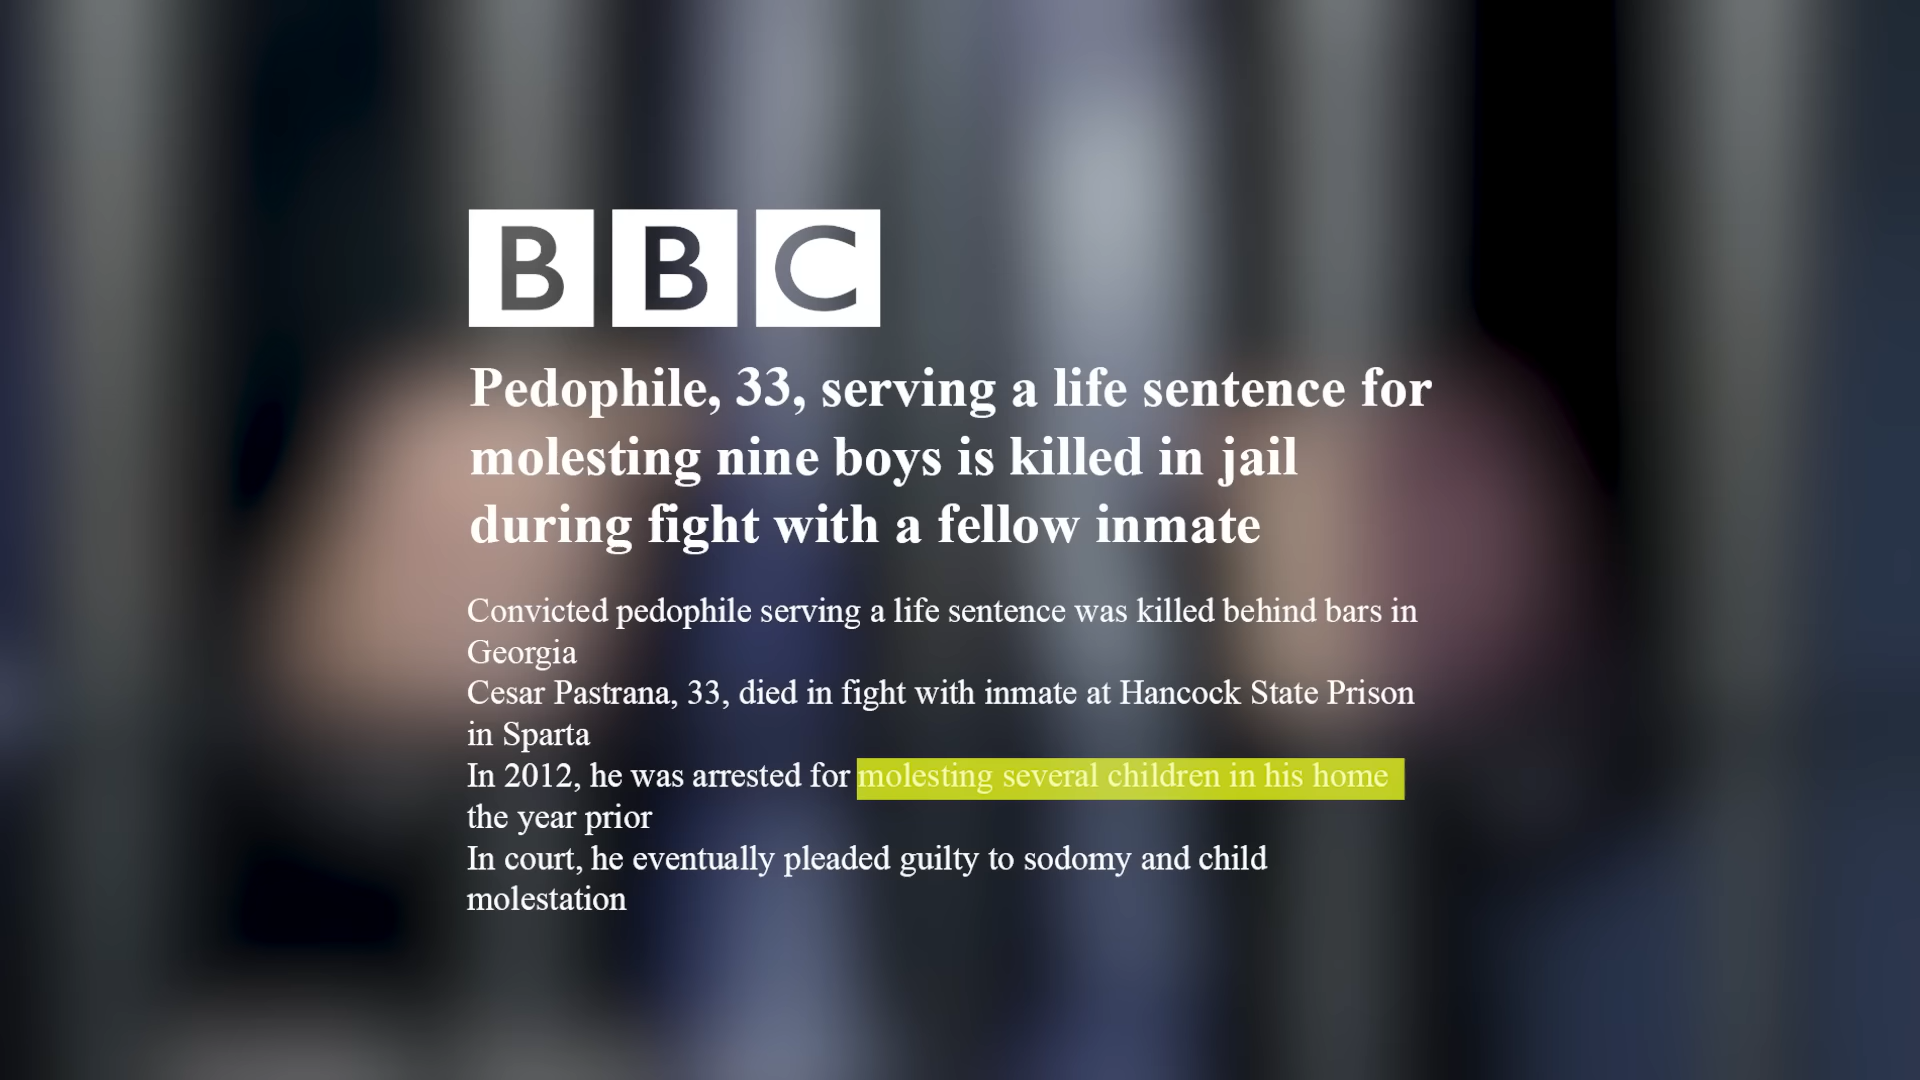 BBC
Pedophile, 33, serving a life sentence for
molesting nine boys is killed in jail
during fight with a fellow inmate
Convicted pedophile serving a life sentence was killed behind bars in
Georgia
Cesar Pastrana, 33, died in fight with inmate at Hancock State Prison
in Sparta
In 2012, he was arrested for molesting several children in his home
the year prior
In court, he eventually pleaded guilty to sodomy and child
molestation